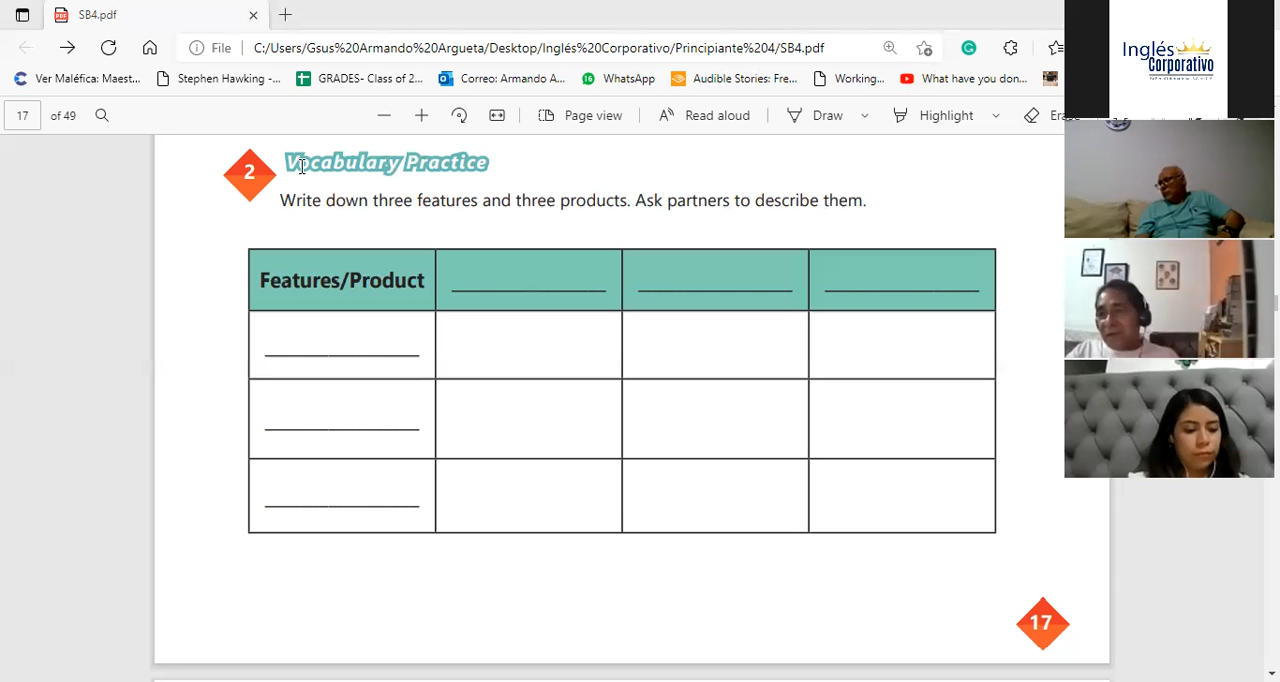 SB4.pdf
File
C:/Users/Gsus%20Armando%20Argueta/Desktop/Inglés%20Corporativo/Principiante%204/SB4.pdf
Ver Maléfica: Maest...
Stephen Hawking -...
GRADES- Class of 2...
Correo: Armando A...
WhatsApp
Audible Stories: Fre...
Working...
What have you don...
17 of 49
Page view
Read aloud
Draw
Highlight
2
Vocabulary Practice
Write down three features and three products. Ask partners to describe them.
Features/Product
17
Inglés
Corporativo